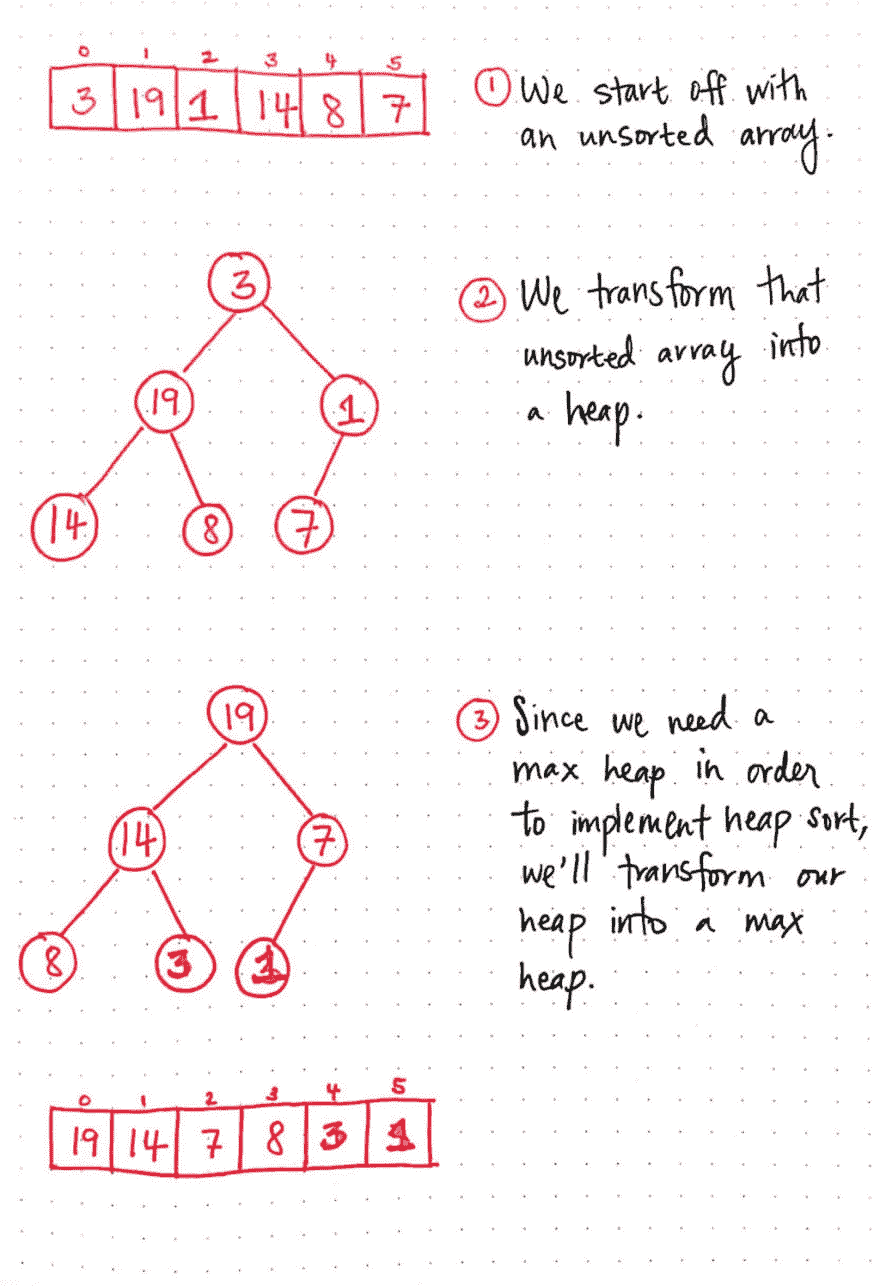 0 1 2 3 4 5
3 19 1 14 8 7
① We start off with
an unsorted array.
3
19 1
14 8 7
② We transform that
unsorted array into
a heap.
19
14 7
8 3 1
③ Since we need a
max heap in order
to implement heap sort,
we'll transform our
heap into a max
heap.
0 1 2 3 4 5
19 14 7 8 3 1